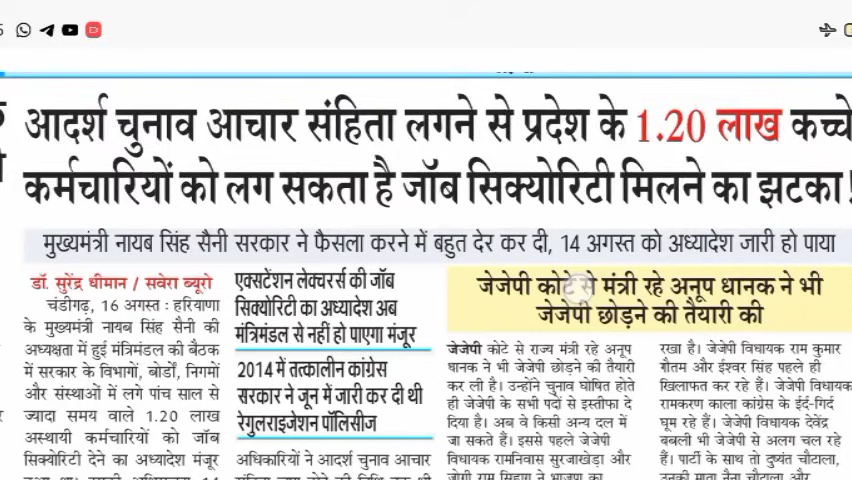 आदर्श चुनाव आचार संहिता लगने से प्रदेश के 1.20 लाख कच्चे
कर्मचारियों को लग सकता है जॉब सिक्योरिटी मिलने का झटका!
मुख्यमंत्री नायब सिंह सैनी सरकार ने फैसला करने में बहुत देर कर दी, 14 अगस्त को अध्यादेश जारी हो पाया
डॉ. सुरेंद्र धीमान / सवेरा ब्यूरो
चंडीगढ़, 16 अगस्त : हरियाणा
के मुख्यमंत्री नायब सिंह सैनी की
अध्यक्षता में हुई मंत्रिमंडल की बैठक
में सरकार के विभागों, बोर्डों, निगमों
और संस्थाओं में लगे पांच साल से
ज्यादा समय वाले 1.20 लाख
अस्थायी कर्मचारियों को जॉब
सिक्योरिटी देने का अध्यादेश मंजूर
एक्सटेंशन लेक्चरर्स की जॉब
सिक्योरिटी का अध्यादेश अब
मंत्रिमंडल से नहीं हो पाएगा मंजूर
2014 में तत्कालीन कांग्रेस
सरकार ने जून में जारी कर दी थी
रेगुलराइजेशन पॉलिसीज
अधिकारियों ने आदर्श चुनाव आचार
जेजेपी कोटे से मंत्री रहे अनूप धानक ने भी
जेजेपी छोड़ने की तैयारी की
जेजेपी कोटे से राज्य मंत्री रहे अनूप
धानक ने भी जेजेपी छोड़ने की तैयारी
कर ली है। उन्होंने चुनाव घोषित होते
ही जेजेपी के सभी पदों से इस्तीफा दे
दिया है। अब वे किसी अन्य दल में
जा सकते हैं। इससे पहले जेजेपी
विधायक रामनिवास सुरजाखेड़ा और
जोगी राम सिहाग ने भाजपा का
रखा है। जेजेपी विधायक राम कुमार
गौतम और ईश्वर सिंह पहले ही
खिलाफत कर रहे हैं। जेजेपी विधायक
रामकरण काला कांग्रेस के ईर्द-गिर्द
घूम रहे हैं। जेजेपी विधायक देवेंद्र
बबली भी जेजेपी से अलग चल रहे
हैं। पार्टी के साथ तो दुष्यंत चौटाला,
उनकी माता नैना चौटाला और